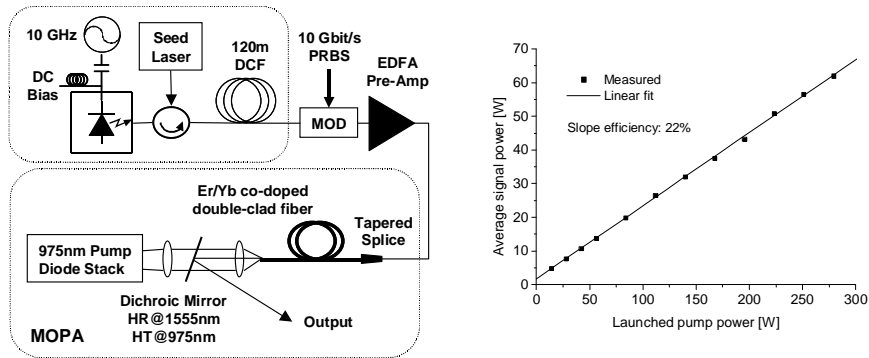 10 GHz
DC
Bias
Seed
Laser
120m
DCF
10 Gbit/s
PRBS
MOD
EDFA
Pre-Amp
Er/Yb co-doped
double-clad fiber
Tapered
Splice
975nm Pump
Diode Stack
Dichroic Mirror
HR@1555nm
HT@975nm
Output
MOPA
Average signal power [W]
70
60
50
40
30
20
10
0
Measured
Linear fit
Slope efficiency: 22%
0 50 100 150 200 250 300
Launched pump power [W]